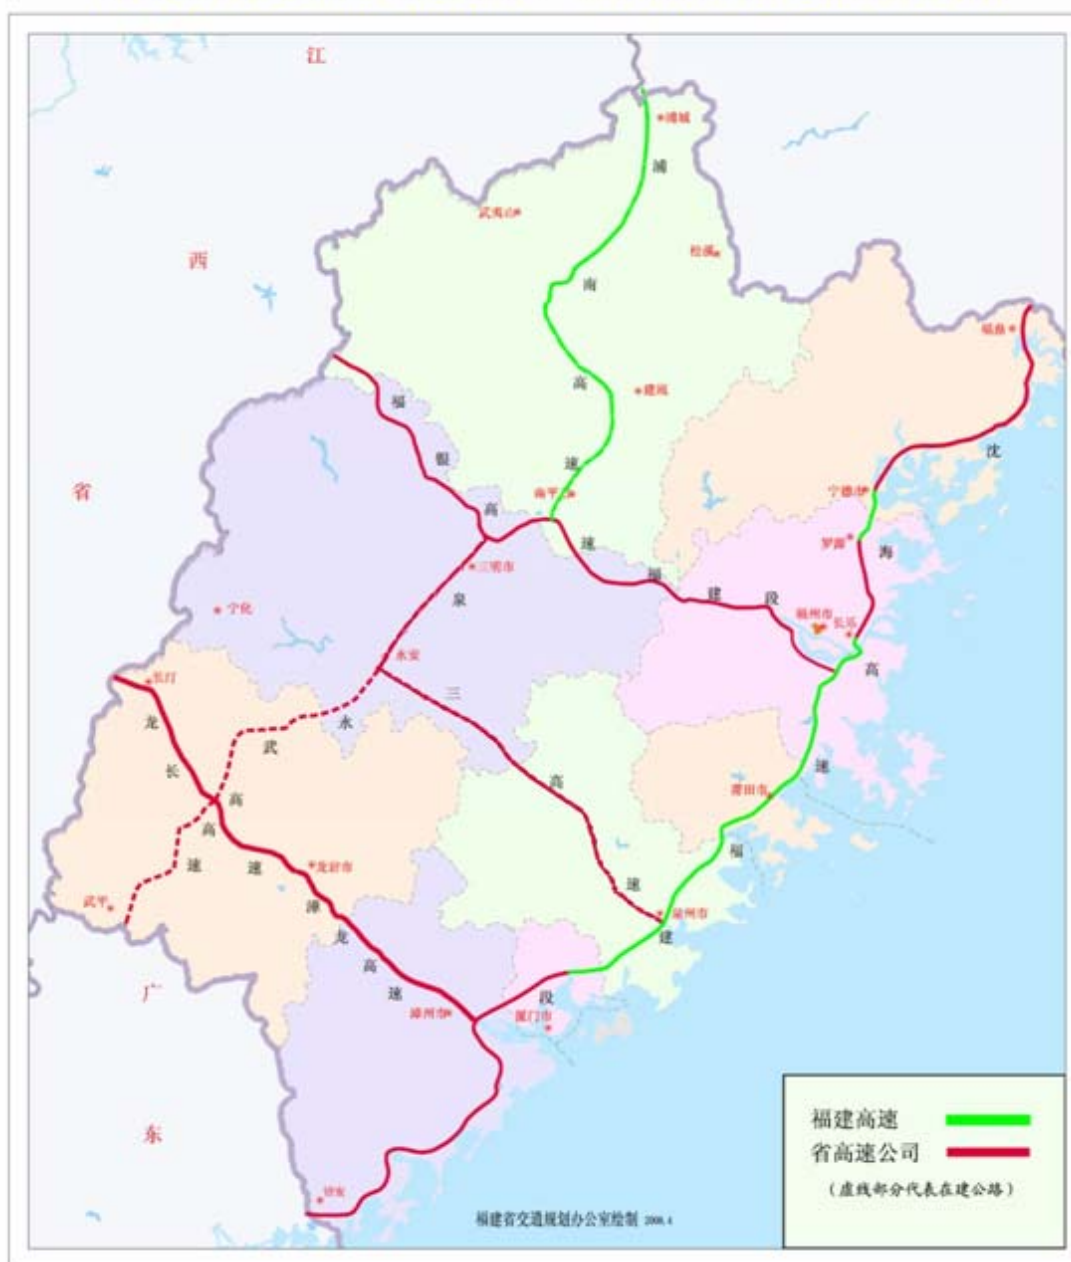 江
浦城
浦
武夷山
西
松溪
南
福鼎
高
建瓯
福
沈
银
速
省
南平
宁德市
高
罗源
海
速
三明市
福
建
段
泉
宁化
福州市
长乐
永安
高
长汀
三
龙
永
武
速
长
高
莆田市
高
高
速
福
速
龙岩市
速
武平
漳
泉州市
龙
建
高
广
速
段
漳州市
厦门市
东
诏安
福建高速
省高速公司
（虚线部分代表在建公路）
福建省交通规划办公室绘制 2008.4